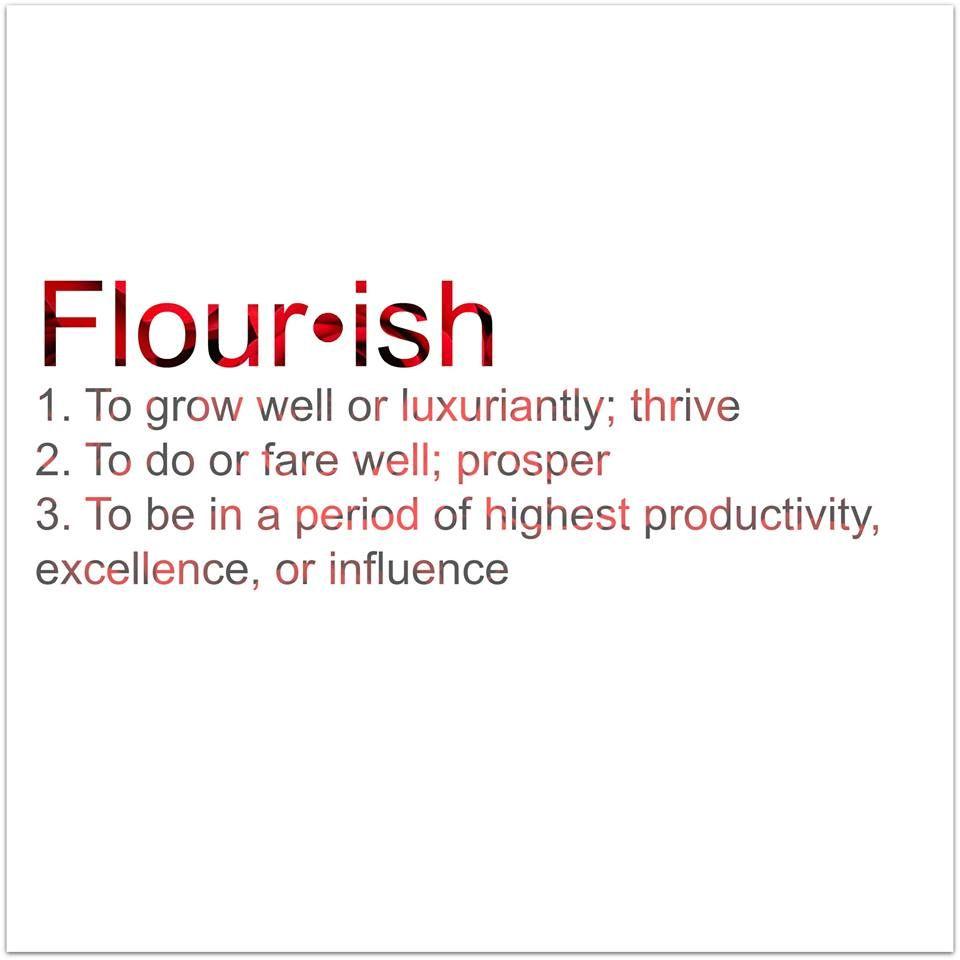 Flour•ish
1. To grow well or luxuriantly; thrive
2. To do or fare well; prosper
3. To be in a period of highest productivity,
excellence, or influence